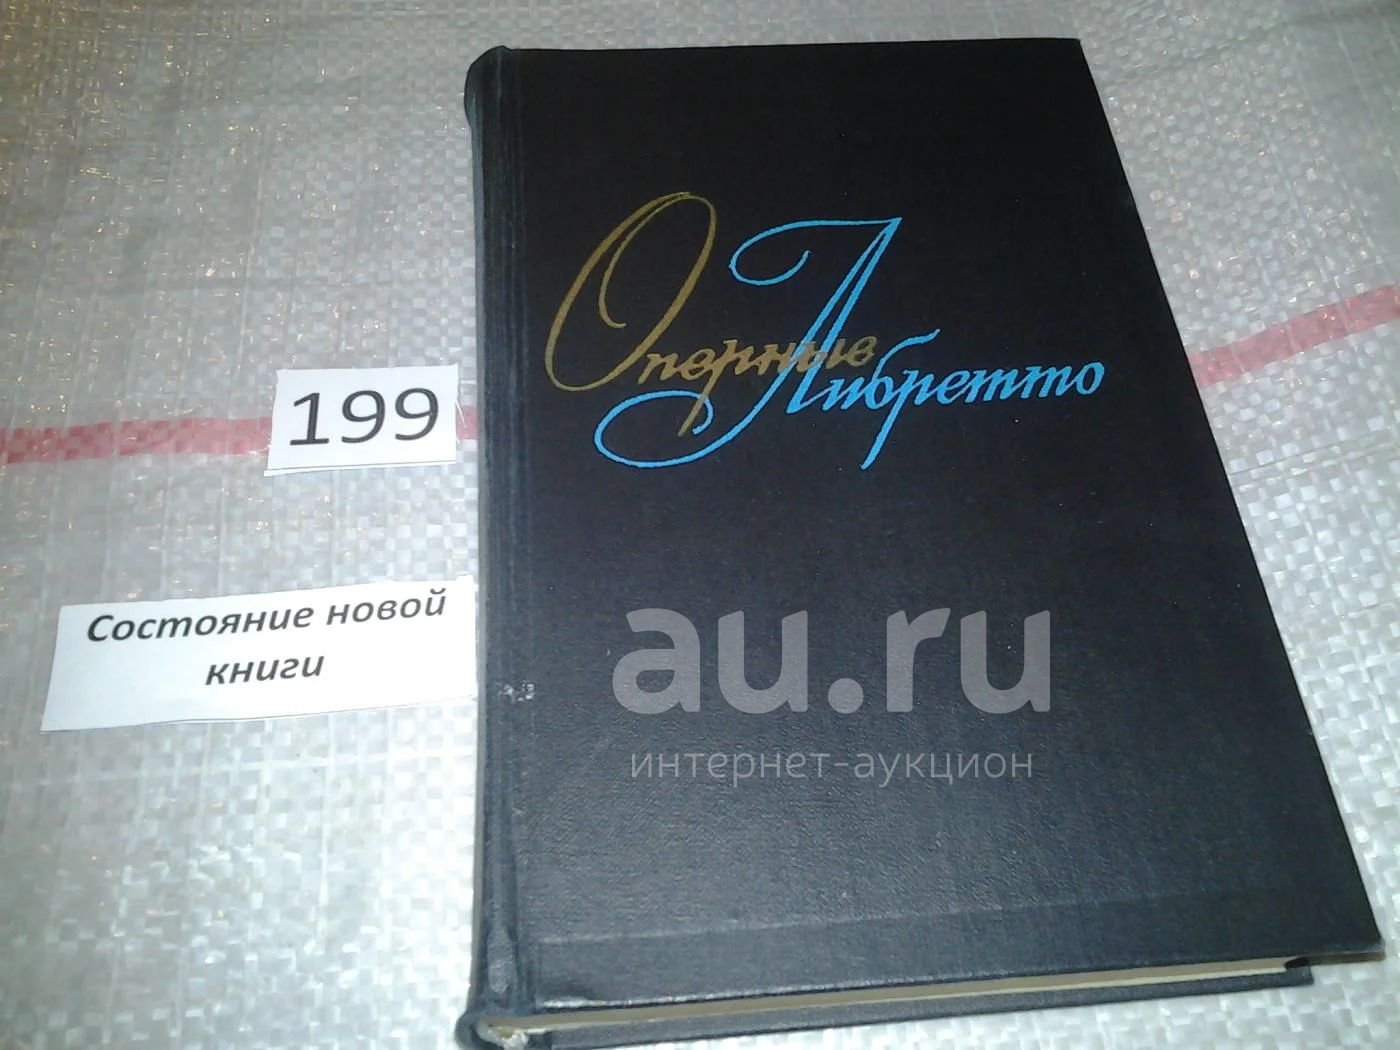 Оперные
Либретто
199
Состояние новой
книги
au.ru
интернет-аукцион